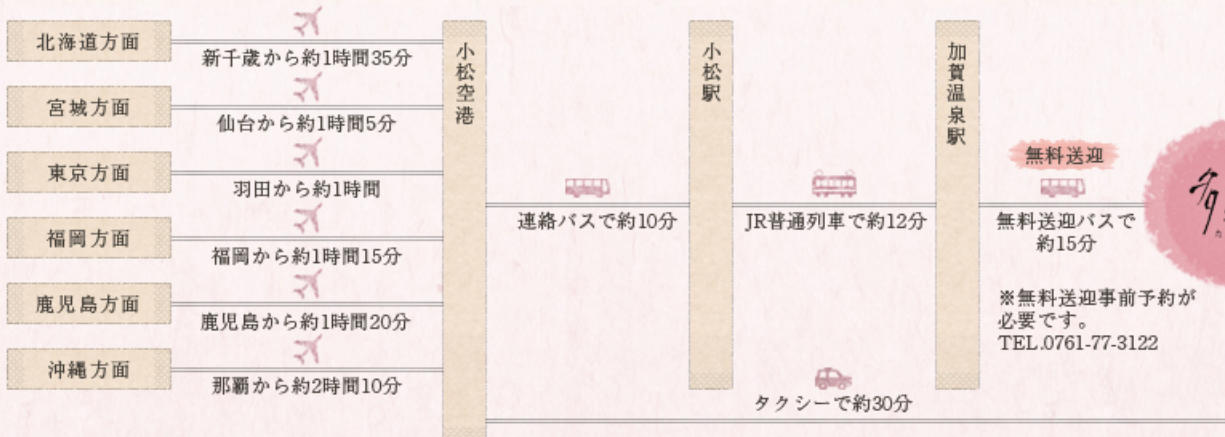 北海道方面
新千歳から約1時間35分
宮城方面
仙台から約1時間5分
東京方面
羽田から約1時間
福岡方面
福岡から約1時間15分
鹿児島方面
鹿児島から約1時間20分
沖縄方面
那覇から約2時間10分
小松空港
連絡バスで約10分
小松駅
JR普通列車で約12分
加賀温泉駅
無料送迎
無料送迎バスで
約15分
※無料送迎事前予約が
必要です。
TEL.0761-77-3122
タクシーで約30分